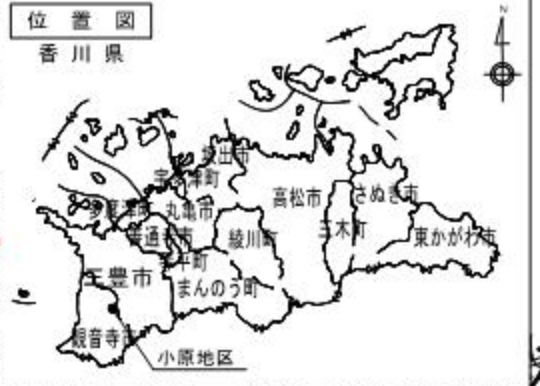 位置図
香川県
N
坂出市
宇多津町
高松市
さぬき市
多度津町
丸亀市
善通寺市
綾川町
三木町
東かがわ市
平町
三豊市
まんのう町
観音寺市
小原地区